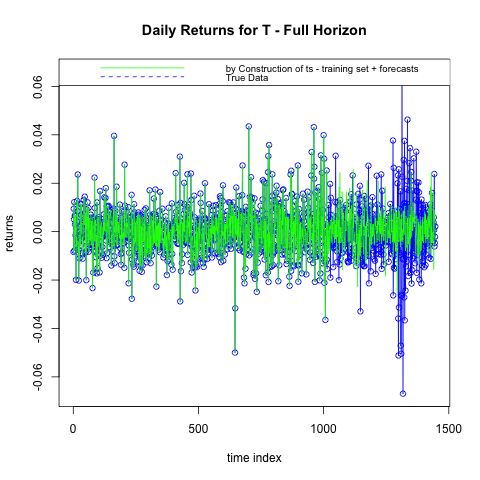 Daily Returns for T - Full Horizon
by Construction of ts - training set + forecasts
True Data
0.06
0.04
0.02
0.00
-0.02
-0.04
-0.06
returns
0 500 1000 1500
time index